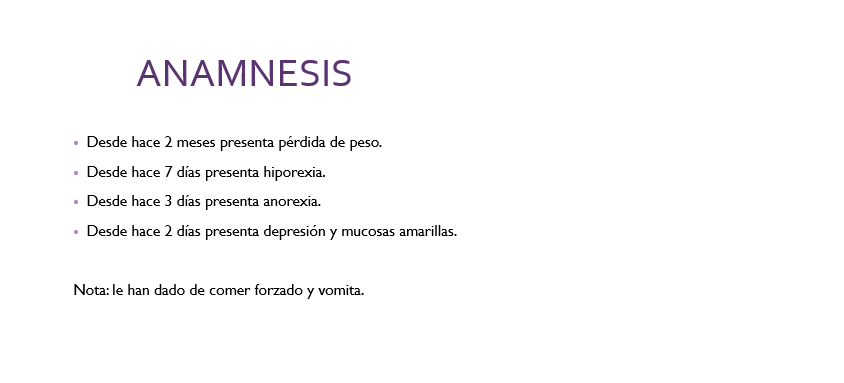 ANAMNESIS
• Desde hace 2 meses presenta pérdida de peso.
• Desde hace 7 días presenta hiporexia.
• Desde hace 3 días presenta anorexia.
• Desde hace 2 días presenta depresión y mucosas amarillas.
Nota: le han dado de comer forzado y vomita.